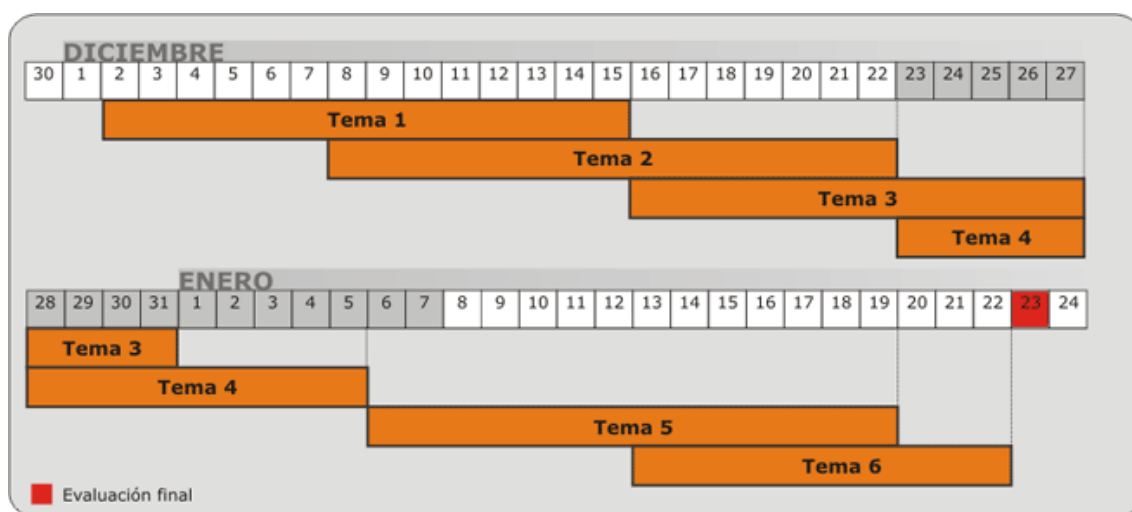 DICIEMBRE
30 1 2 3 4 5 6 7 8 9 10 11 12 13 14 15 16 17 18 19 20 21 22 23 24 25 26 27
Tema 1
Tema 2
Tema 3
Tema 4
ENERO
28 29 30 31 1 2 3 4 5 6 7 8 9 10 11 12 13 14 15 16 17 18 19 20 21 22 23 24
Tema 3
Tema 4
Tema 5
Tema 6
Evaluación final